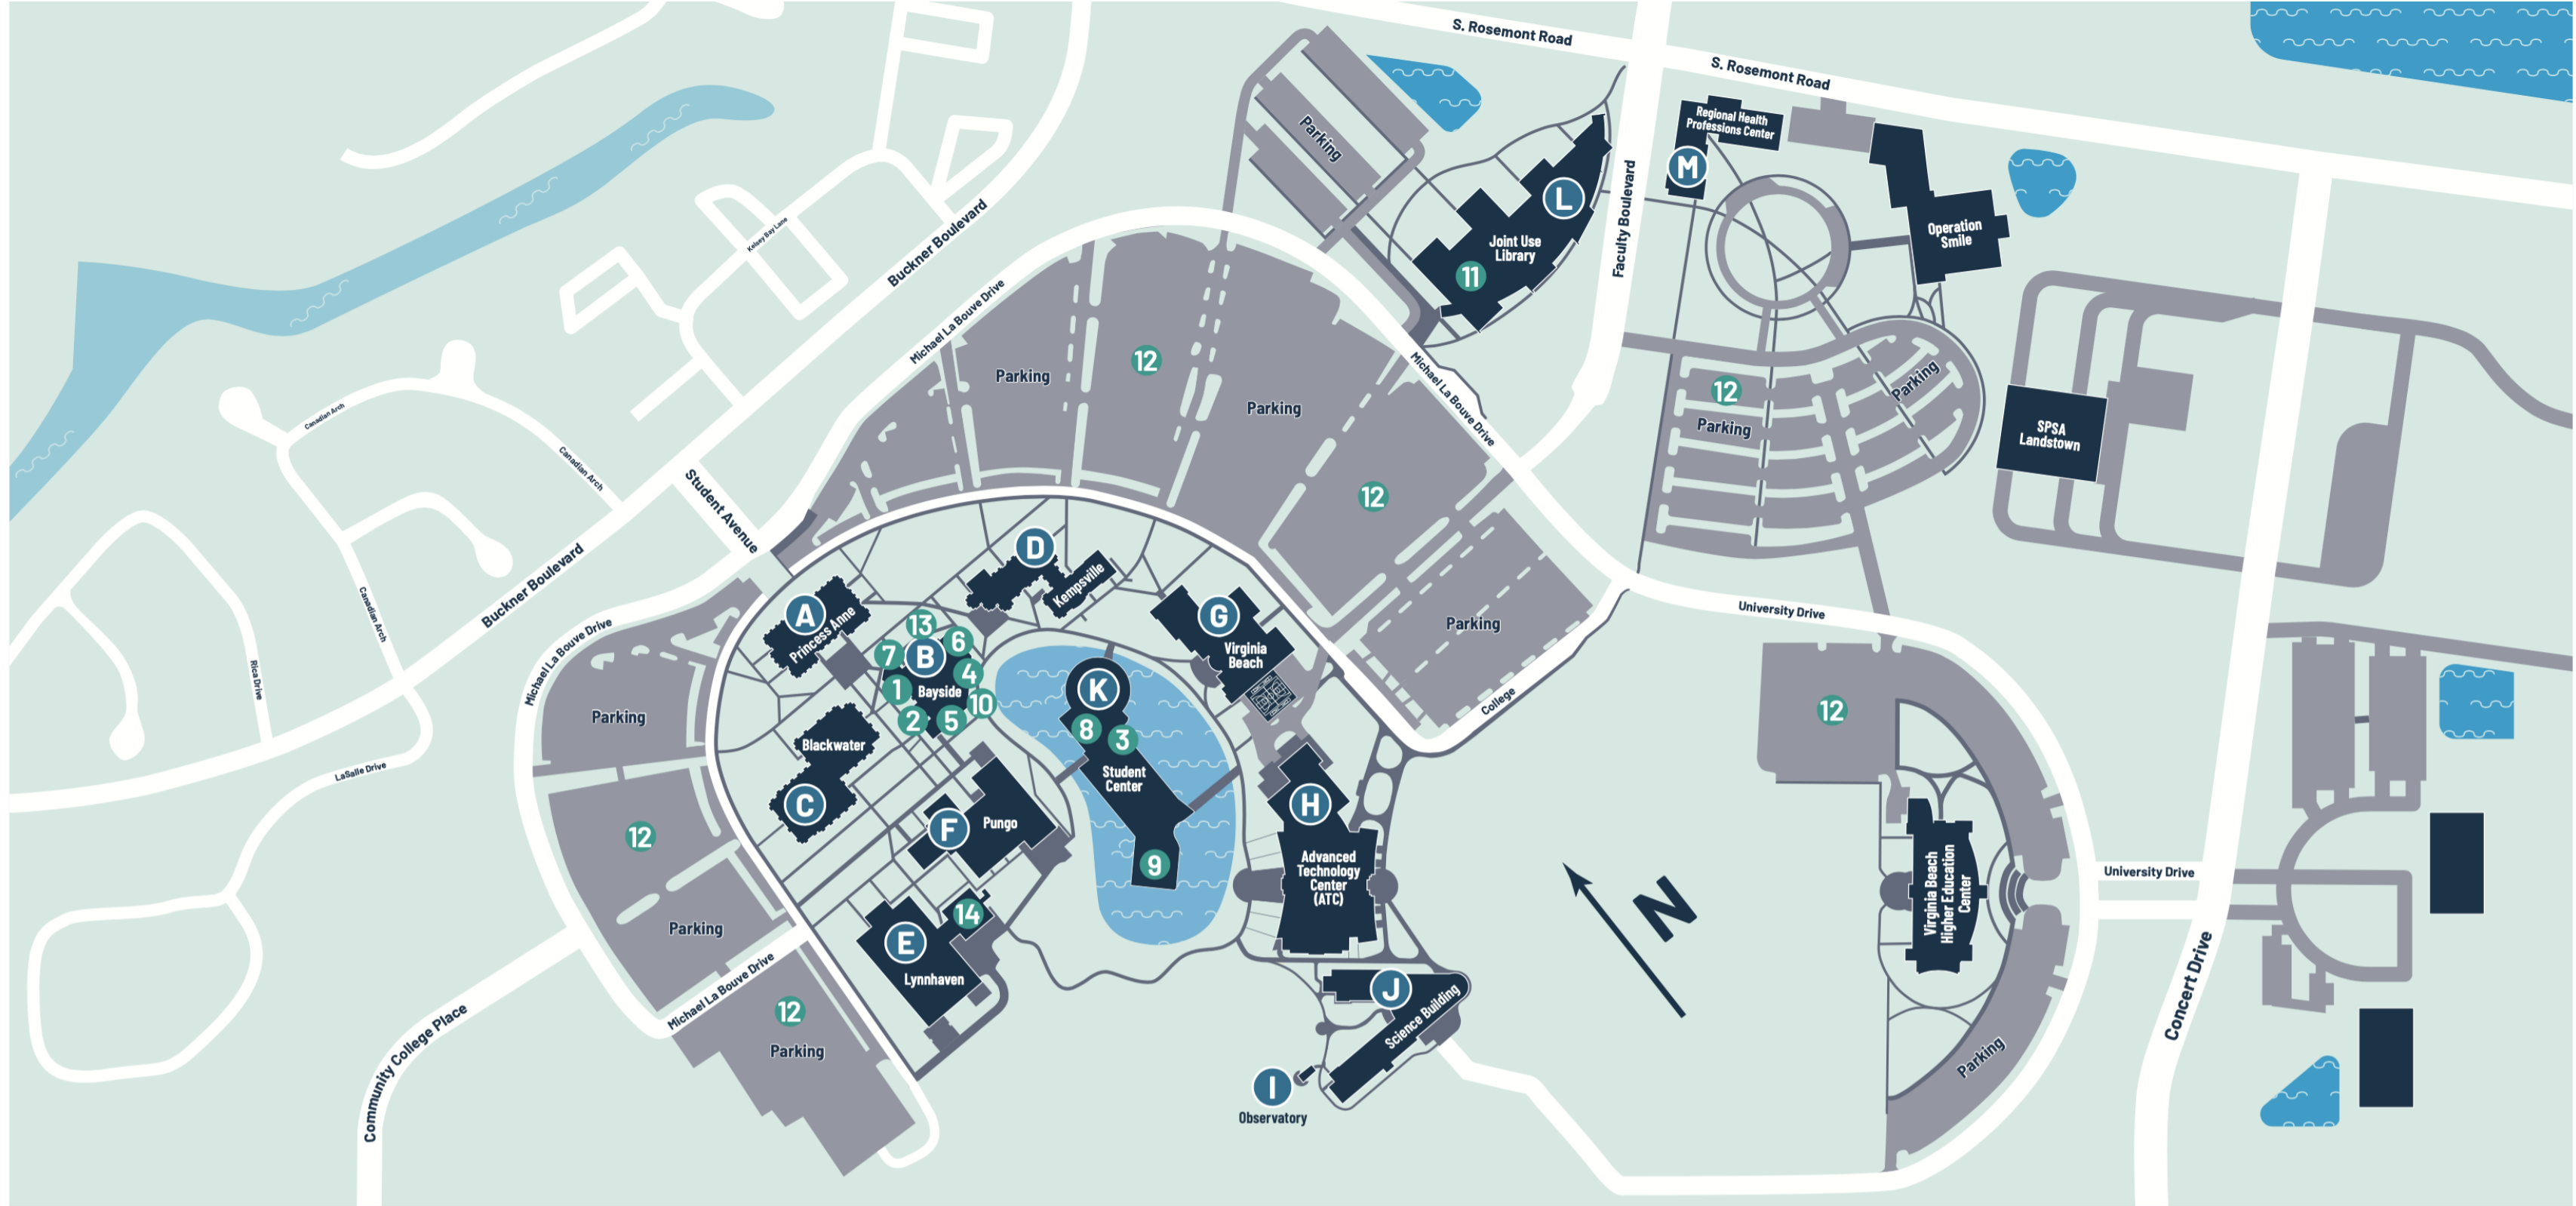 S. Rosemont Road
S. Rosemont Road
Regional Health
Professions Center
M
Parking
L
Joint Use
Library
11
Faculty Boulevard
Operation
Smile
Kelsey Bay Lane
Buckner Boulevard
Michael La Bouve Drive
Parking
12
Parking
12
Michael La Bouve Drive
12
Parking
Parking
SPSA
Landstown
Canadian Arch
Canadian Arch
Canadian Arch
Student Avenue
Buckner Boulevard
Rica Drive
LaSalle Drive
Michael La Bouve Drive
D
Kempsville
A
Princess Anne
13
6
7
B
4
1
Bayside
10
2
5
G
Virginia
Beach
Parking
College
University Drive
K
8
3
Student
Center
9
Parking
12
Blackwater
C
F
Pungo
H
Advanced
Technology
Center
(ATC)
12
Virginia Beach
Higher Education
Center
University Drive
N
Parking
14
E
Lynnhaven
Michael La Bouve Drive
12
Parking
Community College Place
J
Science Building
I
Observatory
Parking
Concert Drive